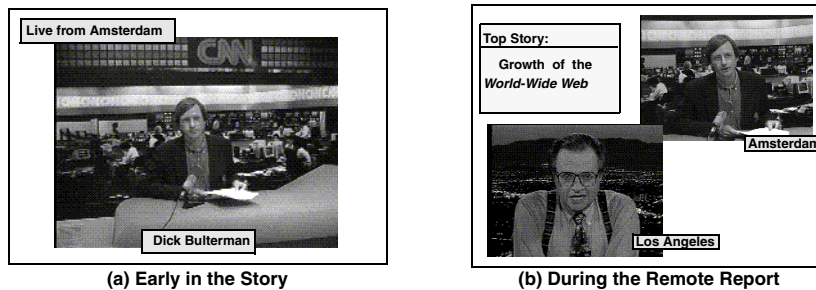 Live from Amsterdam
CNN
Dick Bulterman
(a) Early in the Story
Top Story:
Growth of the
World-Wide Web
Amsterdam
Los Angeles
(b) During the Remote Report